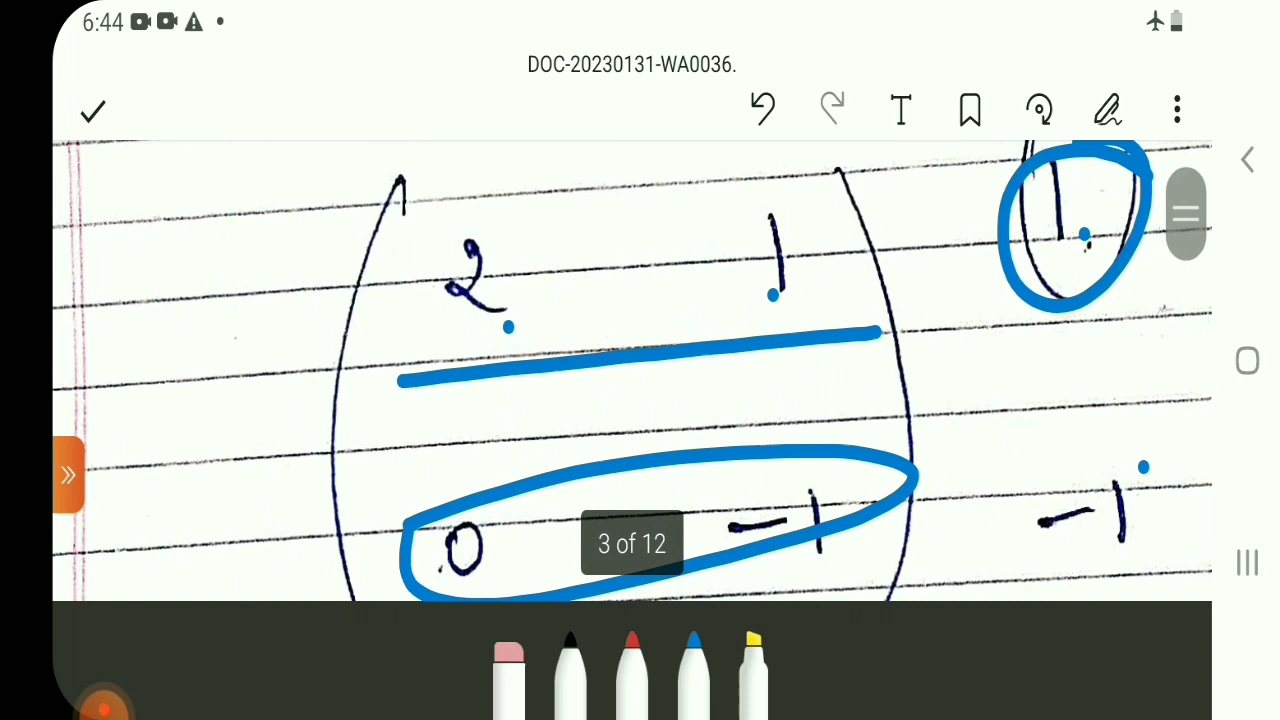 6:44
DOC-20230131-WA0036.
T
2 1 1
0 -1 -1
3 of 12